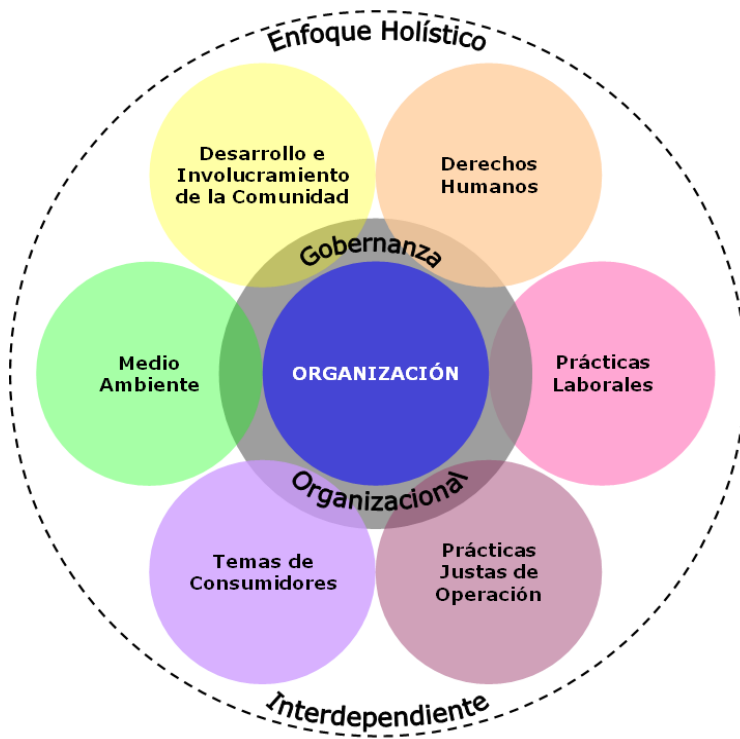 Enfoque Holístico
Desarrollo e
Involucramiento
de la Comunidad
Derechos
Humanos
Gobernanza
Medio
Ambiente
ORGANIZACIÓN
Prácticas
Laborales
Organizacional
Temas de
Consumidores
Prácticas
Justas de
Operación
Interdependiente